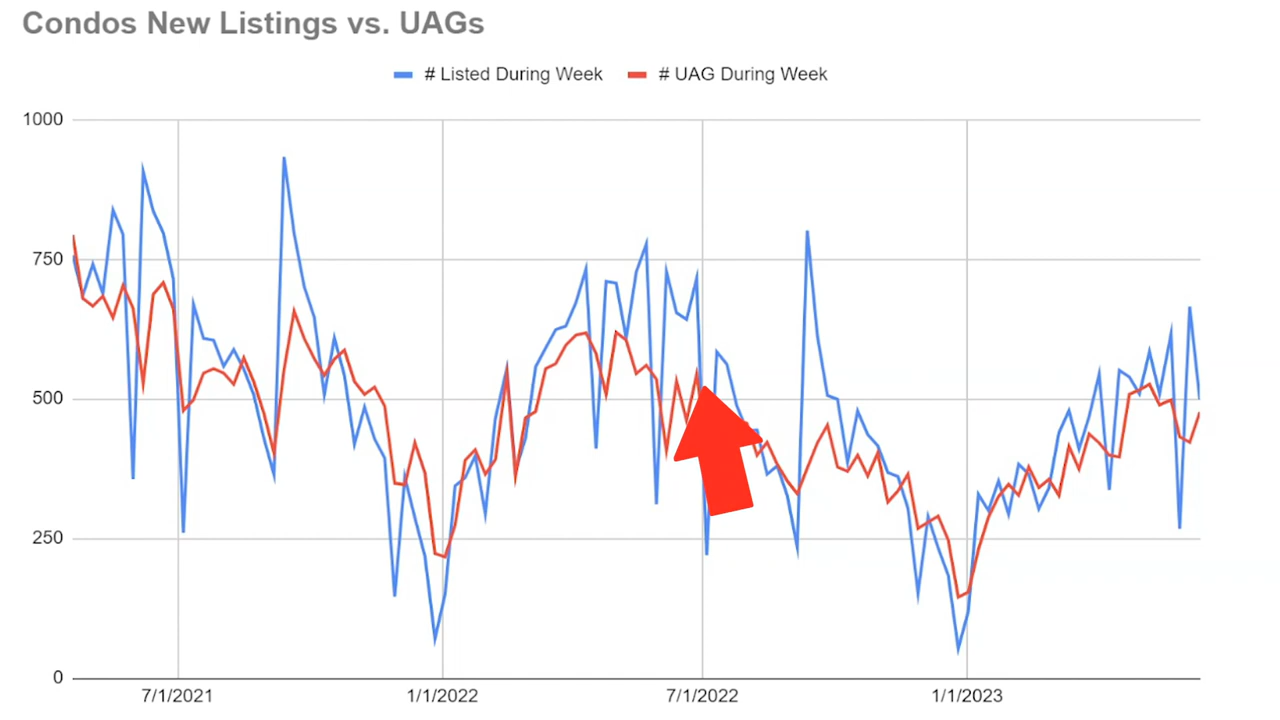 Condos New Listings vs. UAGs
# Listed During Week # UAG During Week
1000
750
500
250
0
7/1/2021 1/1/2022 7/1/2022 1/1/2023